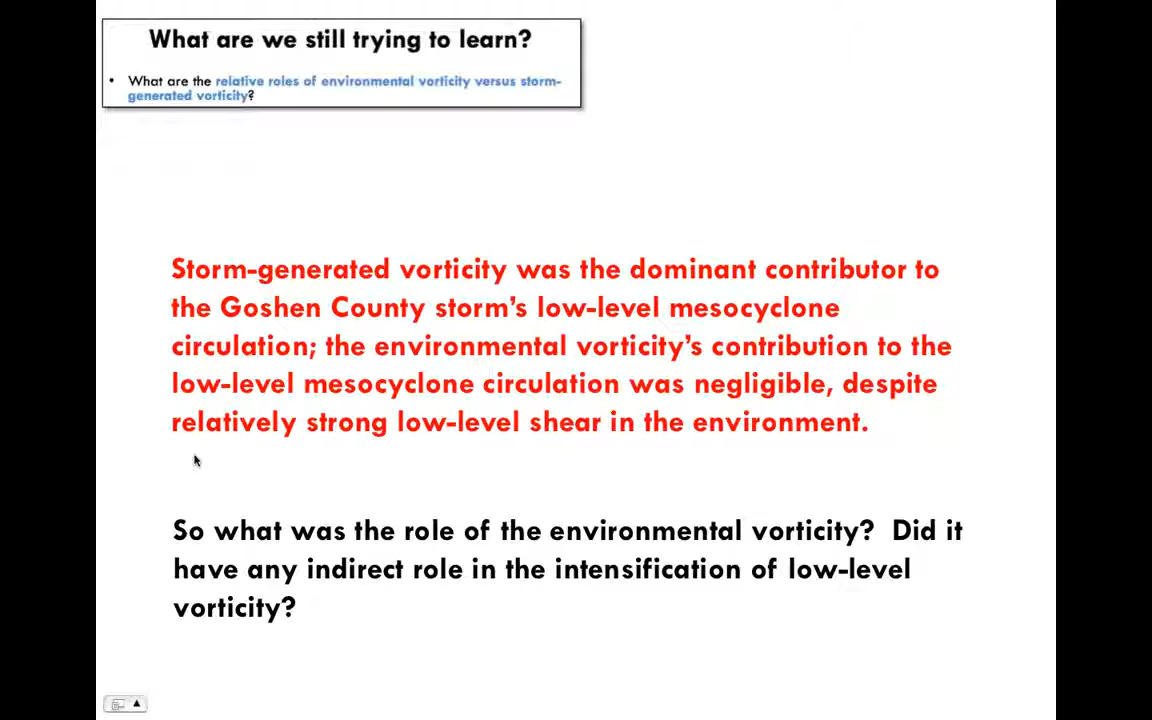 What are we still trying to learn?
• What are the relative roles of environmental vorticity versus storm-
generated vorticity?
Storm-generated vorticity was the dominant contributor to
the Goshen County storm's low-level mesocyclone
circulation; the environmental vorticity's contribution to the
low-level mesocyclone circulation was negligible, despite
relatively strong low-level shear in the environment.
So what was the role of the environmental vorticity?  Did it
have any indirect role in the intensification of low-level
vorticity?